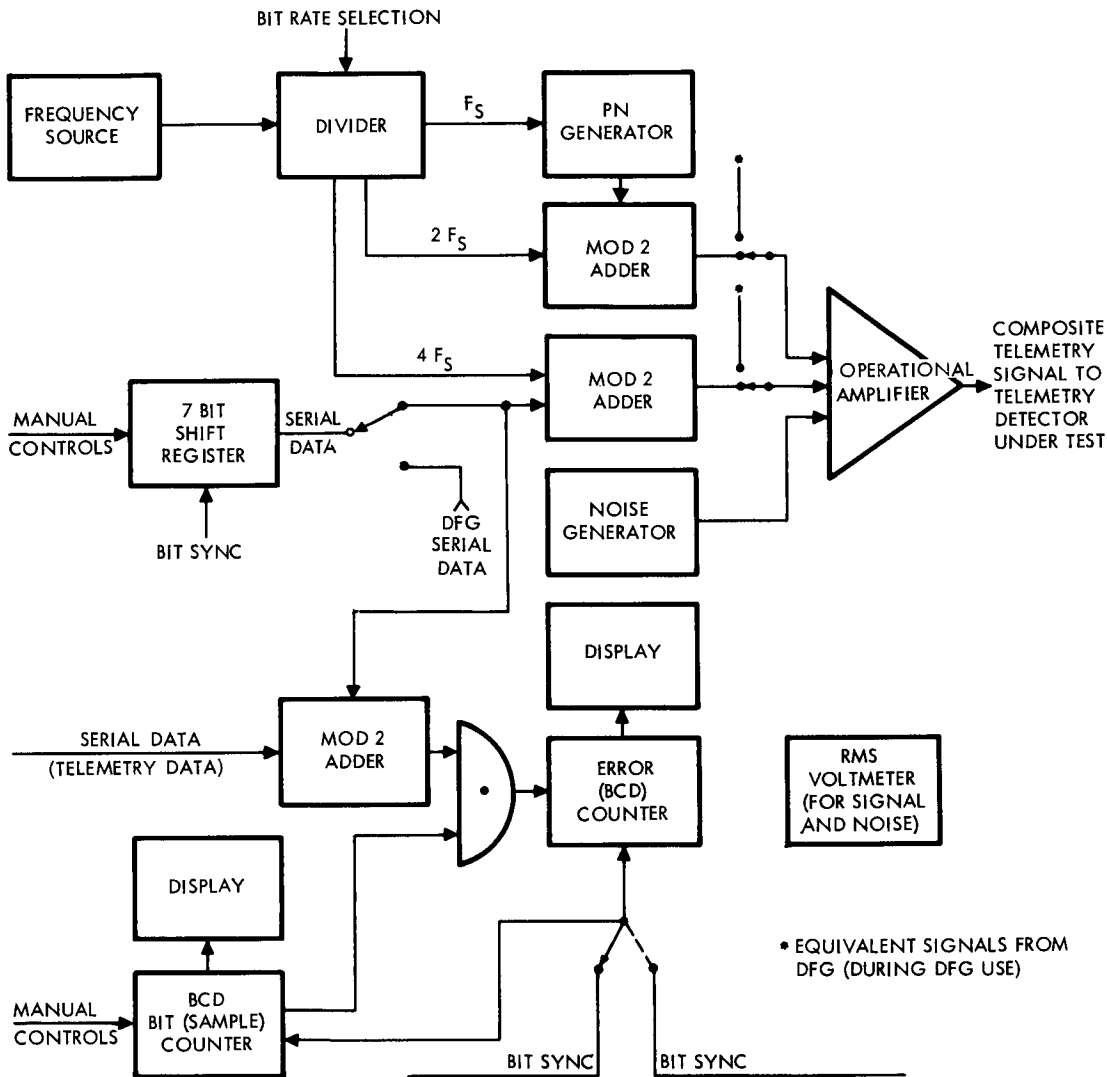 BIT RATE SELECTION
FREQUENCY
SOURCE
DIVIDER
FS
PN
GENERATOR
2 FS
MOD 2
ADDER
4 FS
MOD 2
ADDER
OPERATIONAL
AMPLIFIER
COMPOSITE
TELEMETRY
SIGNAL TO
TELEMETRY
DETECTOR
UNDER TEST
MANUAL
CONTROLS
7 BIT
SHIFT
REGISTER
SERIAL
DATA
BIT SYNC
DFG
SERIAL
DATA
NOISE
GENERATOR
DISPLAY
SERIAL DATA
(TELEMETRY DATA)
MOD 2
ADDER
ERROR
(BCD)
COUNTER
RMS
VOLTMETER
(FOR SIGNAL
AND NOISE)
DISPLAY
MANUAL
CONTROLS
BCD
BIT (SAMPLE)
COUNTER
* EQUIVALENT SIGNALS FROM
DFG (DURING DFG USE)
BIT SYNC
BIT SYNC